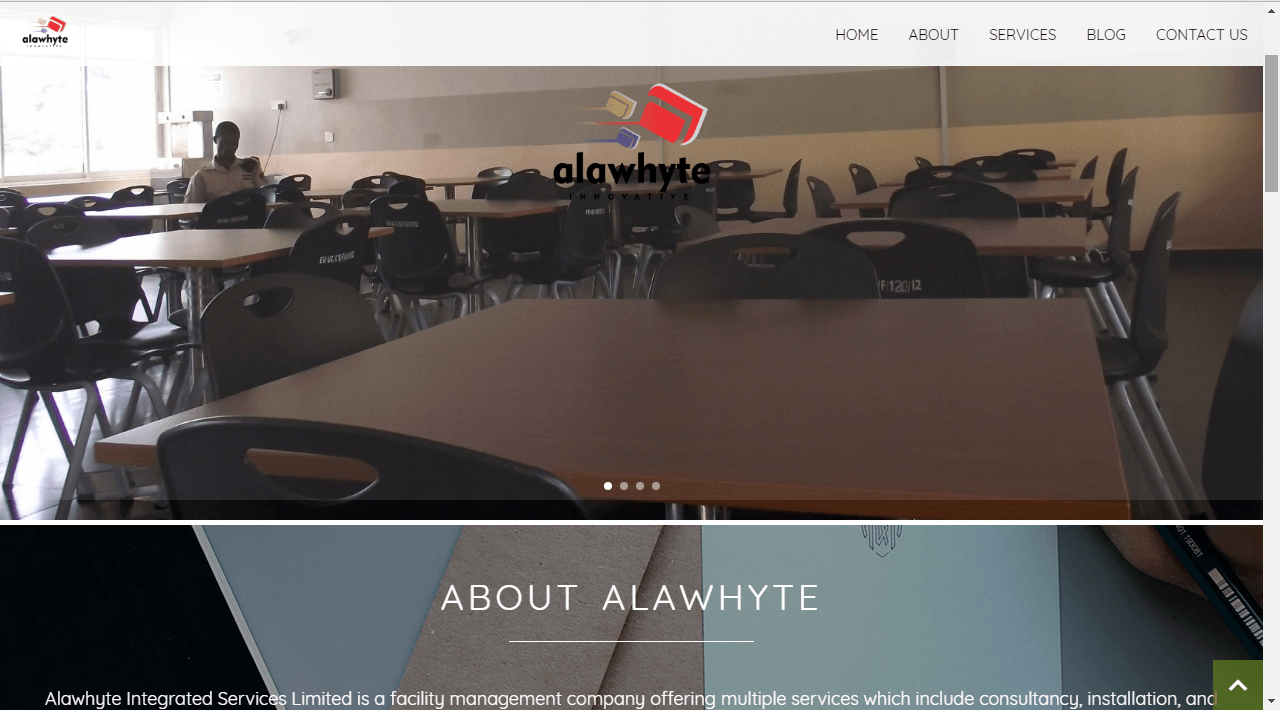 alawhyte
INNOVATIVE
HOME
ABOUT
SERVICES
BLOG
CONTACT US
alawhyte
INNOVATIVE
/120/12
ABOUT ALAWHYTE
Alawhyte Integrated Services Limited is a facility management company offering multiple services which include consultancy, installation, and